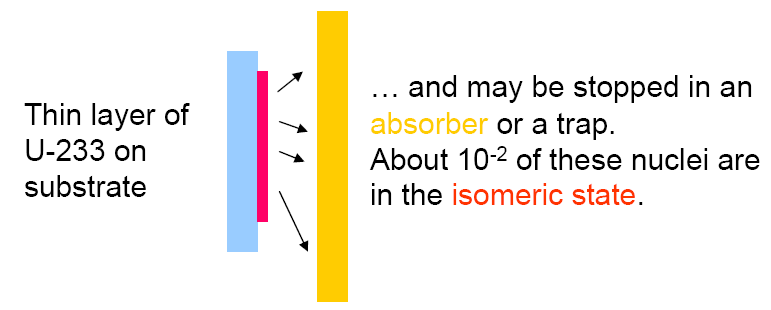 Thin layer of
U-233 on
substrate
… and may be stopped in an
absorber or a trap.
About 10⁻² of these nuclei are
in the isomeric state.